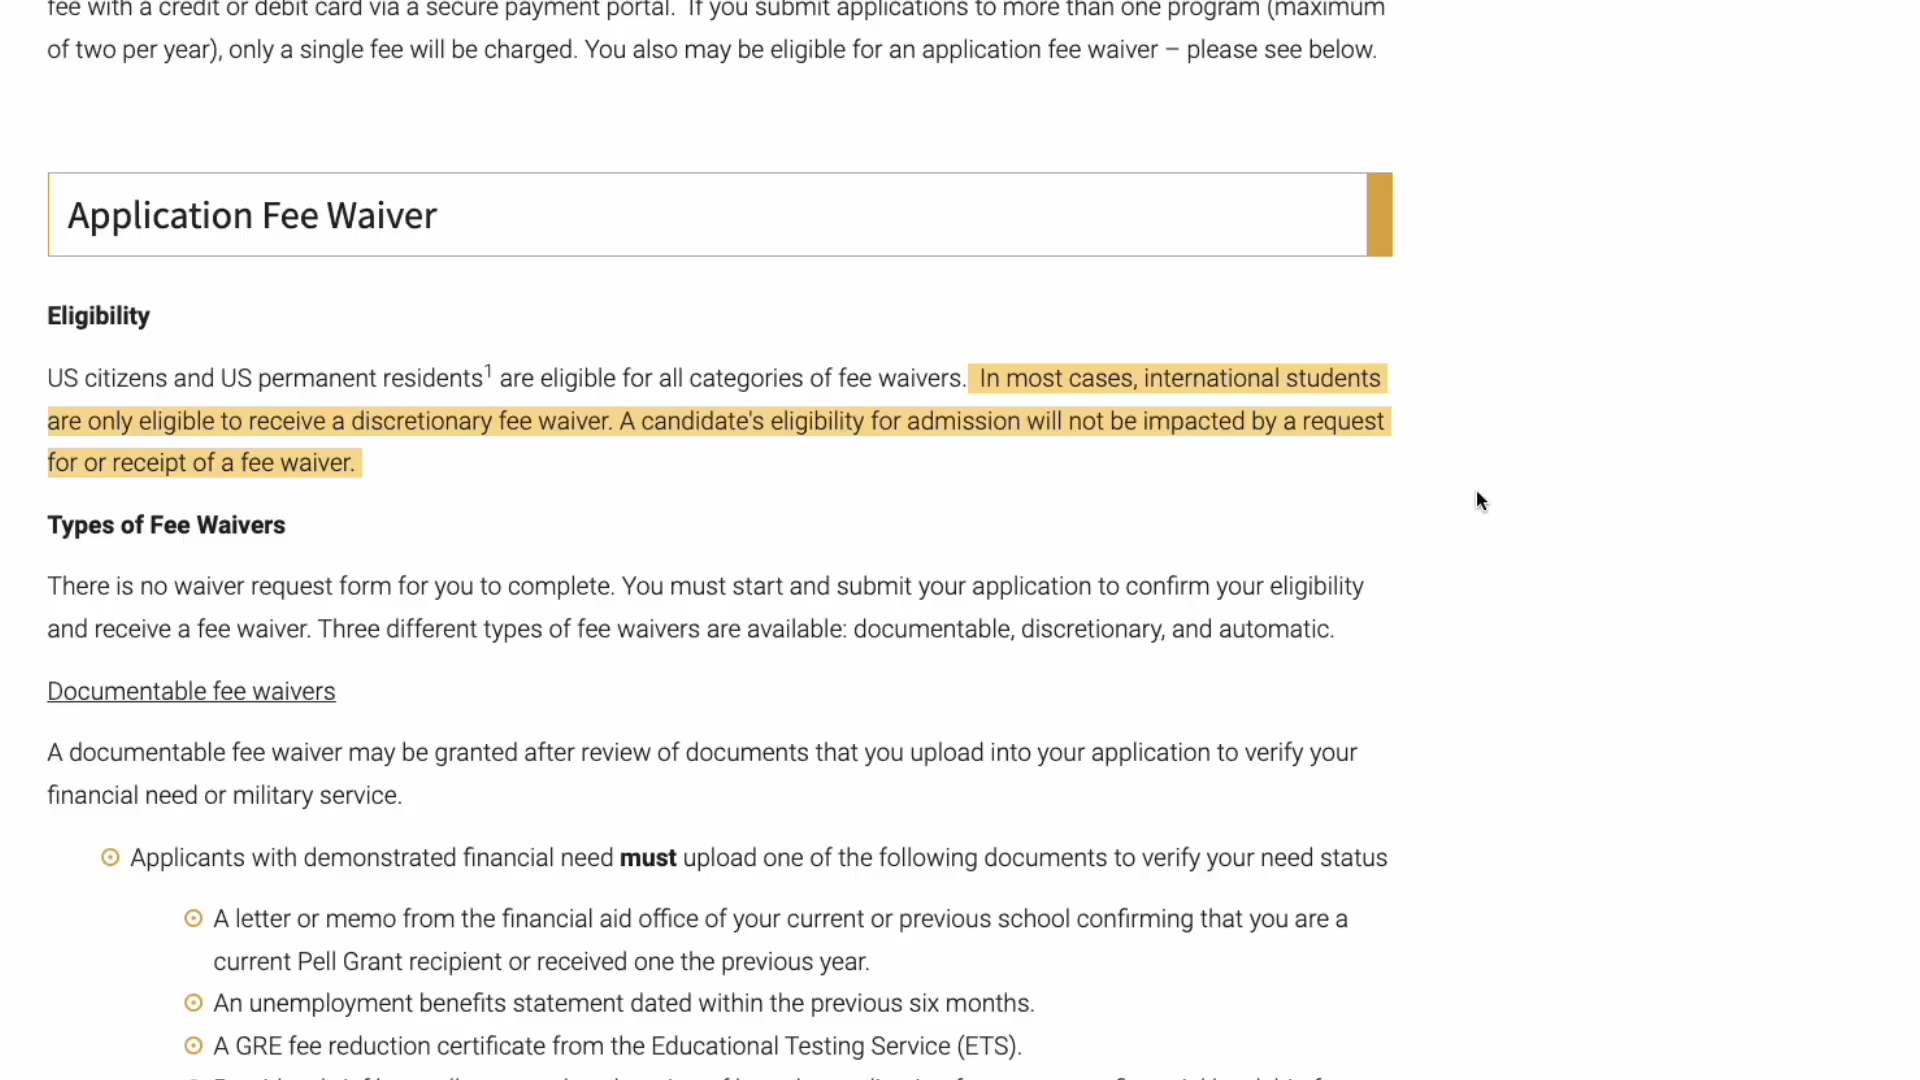 fee with a credit or debit card via a secure payment portal. If you submit applications to more than one program (maximum
of two per year), only a single fee will be charged. You also may be eligible for an application fee waiver – please see below.
Application Fee Waiver
Eligibility
US citizens and US permanent residents¹ are eligible for all categories of fee waivers. In most cases, international students
are only eligible to receive a discretionary fee waiver. A candidate's eligibility for admission will not be impacted by a request
for or receipt of a fee waiver.
Types of Fee Waivers
There is no waiver request form for you to complete. You must start and submit your application to confirm your eligibility
and receive a fee waiver. Three different types of fee waivers are available: documentable, discretionary, and automatic.
Documentable fee waivers
A documentable fee waiver may be granted after review of documents that you upload into your application to verify your
financial need or military service.
Applicants with demonstrated financial need must upload one of the following documents to verify your need status
A letter or memo from the financial aid office of your current or previous school confirming that you are a
current Pell Grant recipient or received one the previous year.
An unemployment benefits statement dated within the previous six months.
A GRE fee reduction certificate from the Educational Testing Service (ETS).